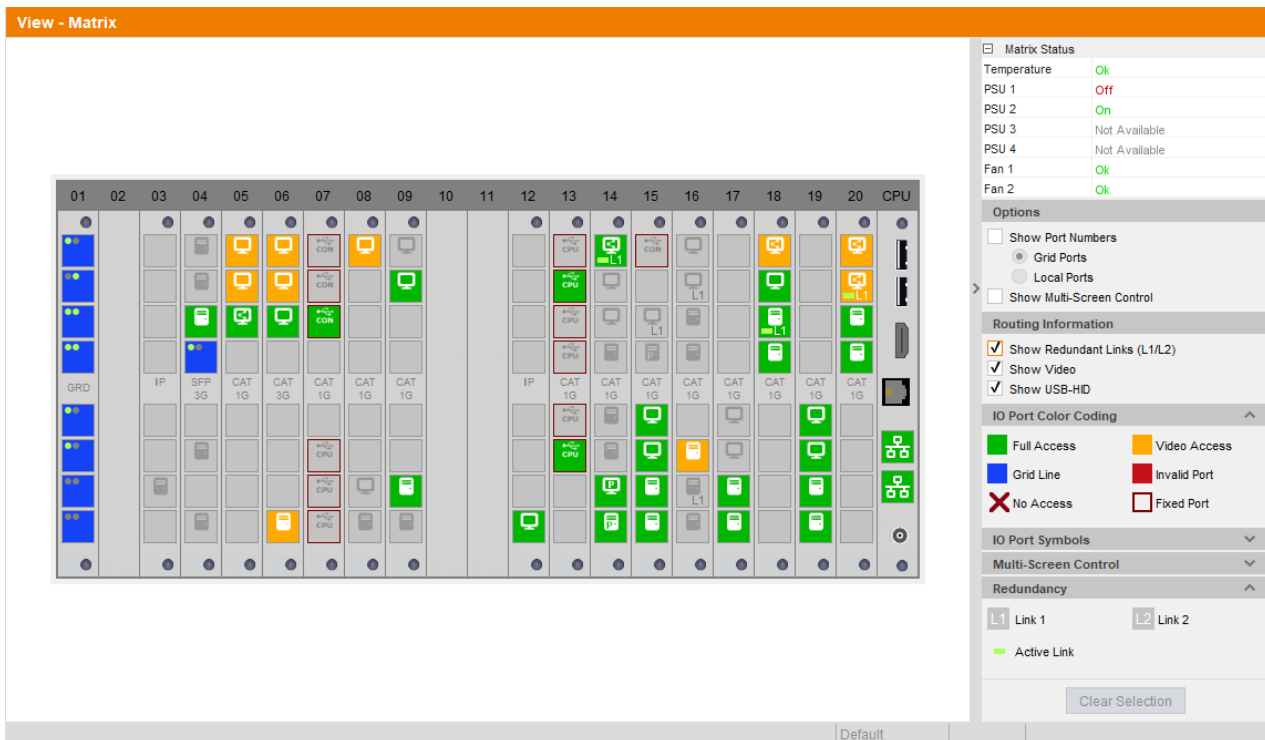 View - Matrix
Matrix Status
Temperature Ok
PSU 1 Off
PSU 2 On
PSU 3 Not Available
PSU 4 Not Available
Fan 1 Ok
Fan 2 Ok
Options
Show Port Numbers
Grid Ports
Local Ports
Show Multi-Screen Control
Routing Information
Show Redundant Links (L1/L2)
Show Video
Show USB-HID
IO Port Color Coding
Full Access Video Access
Grid Line Invalid Port
No Access Fixed Port
IO Port Symbols
Multi-Screen Control
Redundancy
L1 Link 1 L2 Link 2
Active Link
Clear Selection
01 02 03 04 05 06 07 08 09 10 11 12 13 14 15 16 17 18 19 20 CPU
CON CPU L1 CON
CON CPU L1 L1
CON CPU L1 L1
CPU P
GRD IP SFP CAT CAT CAT CAT CAT IP CAT CAT CAT CAT CAT CAT CAT CAT
3G 1G 3G 1G 1G 1G 1G 1G 1G 1G 1G 1G 1G 1G
CPU
CPU CPU
CPU P L1
CPU P
Default